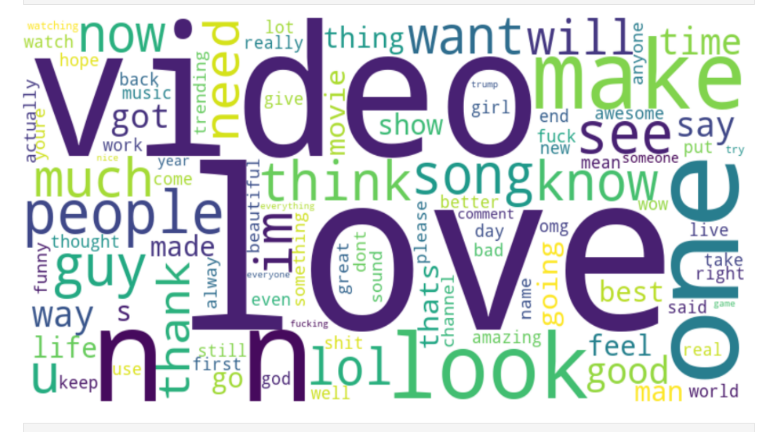 watching
watch
now
hope
lot
really
thing
want
will
anyone
time
video
make
trending
need
back
music
got
work
actually
youre
give
movie
show
trump
girl
end
fuck
new
awesome
see
say
mean
someone
put
try
nice
year
come
much
think
song
know
wow
one
people
beautiful
everything
better
comment
please
love
thought
made
funny
guy
alway
im
everyone
something
even
great
dont
sound
day
bad
omg
live
take
right
way
s
thank
thats
channel
name
going
best
said
game
fucking
n
n
life
u
keep
use
still
first
go
god
shit
lol
well
look
amazing
feel
good
real
man
world